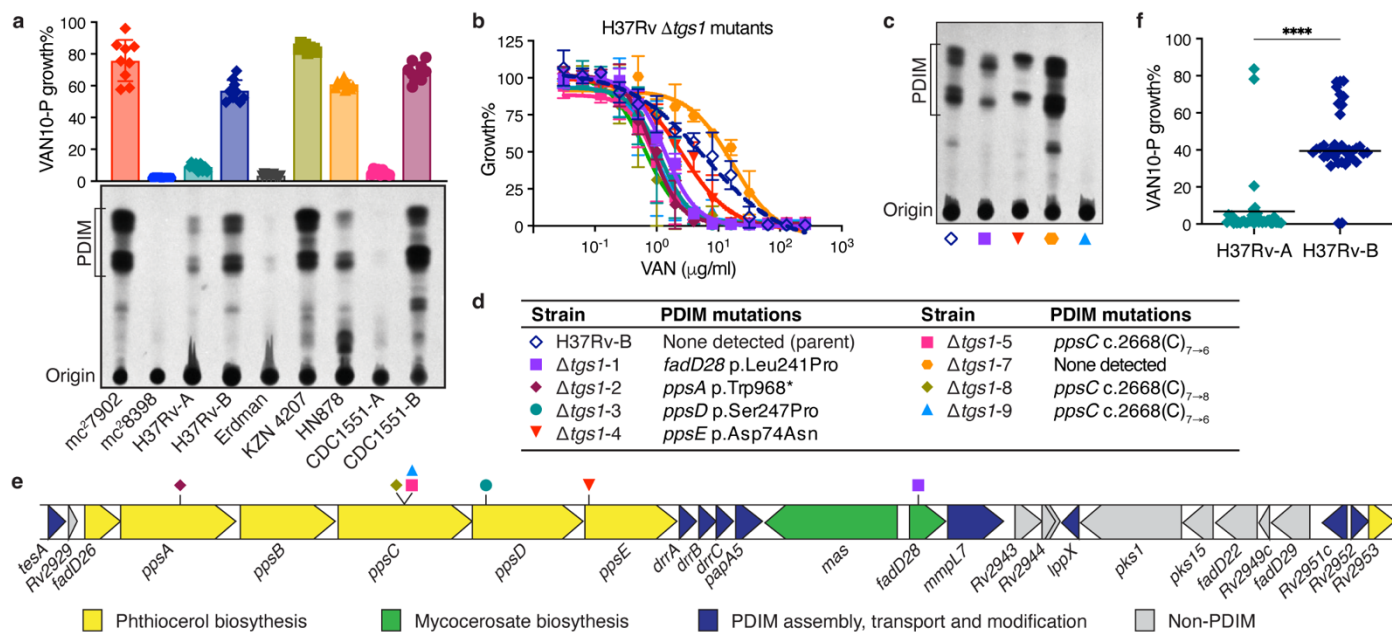 a
VAN10-P growth%
100
80
60
40
20
0
PDIM
Origin
mc²7902
mc²8398
H37Rv-A
H37Rv-B
Erdman
KZN 4207
HN878
CDC1551-A
CDC1551-B
b
H37Rv Δtgs1 mutants
Growth%
125
100
75
50
25
0
10⁻¹ 10⁰ 10¹ 10² 10³
VAN (μg/ml)
c
PDIM
Origin
f
****
VAN10-P growth%
100
80
60
40
20
0
H37Rv-A H37Rv-B
d
Strain PDIM mutations Strain PDIM mutations
H37Rv-B None detected (parent) Δtgs1-5 ppsC c.2668(C)₇→₆
Δtgs1-1 fadD28 p.Leu241Pro Δtgs1-7 None detected
Δtgs1-2 ppsA p.Trp968* Δtgs1-8 ppsC c.2668(C)₇→₈
Δtgs1-3 ppsD p.Ser247Pro Δtgs1-9 ppsC c.2668(C)₇→₆
Δtgs1-4 ppsE p.Asp74Asn
e
tesA
Rv2929
fadD26
ppsA
ppsB
ppsC
ppsD
ppsE
drrA
drrB
drrC
papA5
mas
fadD28
mmpL7
Rv2943
Rv2944
lppX
pks1
pks15
fadD22
Rv2949c
fadD29
Rv2951c
Rv2952
Rv2953
Phthiocerol biosythesis
Mycocerosate biosythesis
PDIM assembly, transport and modification
Non-PDIM